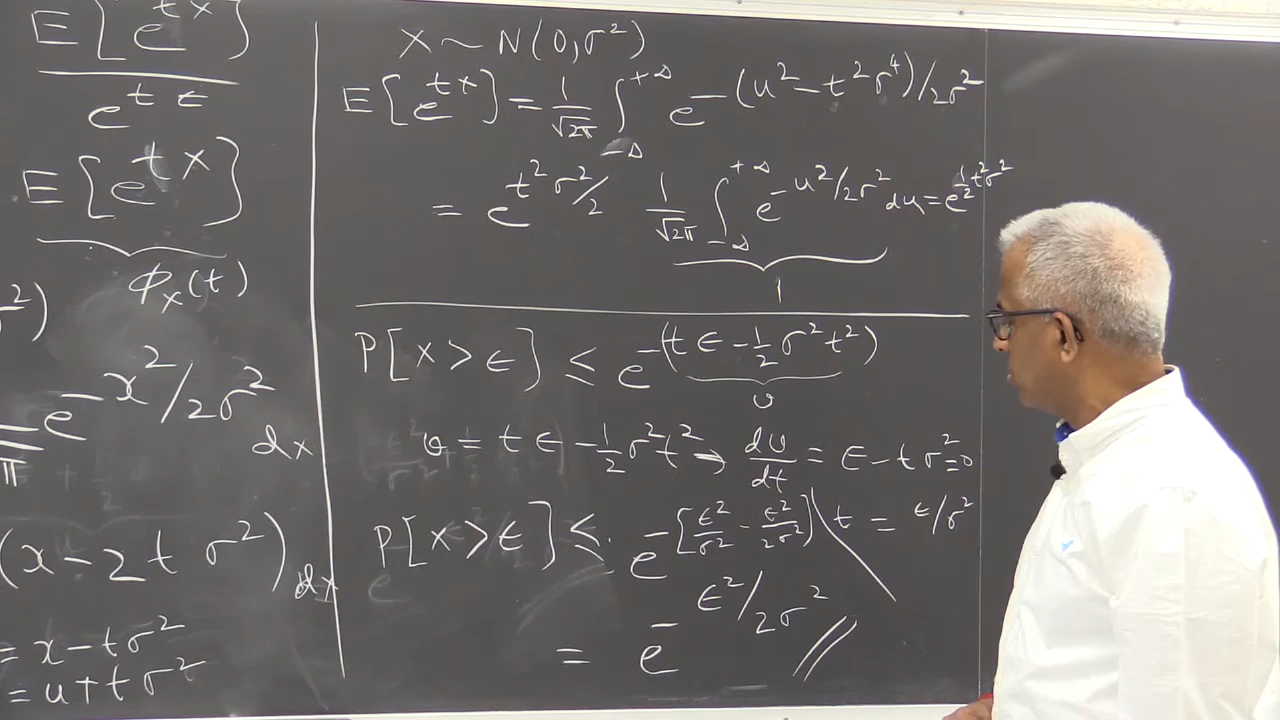 E[e^{tx}]
e^{tϵ}
E[e^{tx}]
ϕ_x(t)
σ²)
e^{-x²/2σ²} dx
π
(x-2tσ²) dx
= x-tσ²
= u+tσ²
X ~ N(0,σ²)
E[e^{tx}] = 1/√2π ∫_{-∞}^{+∞} e^{-(u²-t²σ⁴)/2σ²}
= e^{t²σ²/2} 1/√2π ∫_{-∞}^{+∞} e^{-u²/2σ²} du = e^{½t²σ²}
1
P[X>ϵ] ≤ e^{-(tϵ-½σ²t²)}
υ
υ = tϵ-½σ²t² → dυ/dt = ϵ-tσ²=0
P[X>ϵ] ≤ e^{-[ϵ²/σ² - ϵ²/2σ²]} t = ϵ/σ²
= e^{-ϵ²/2σ²} //